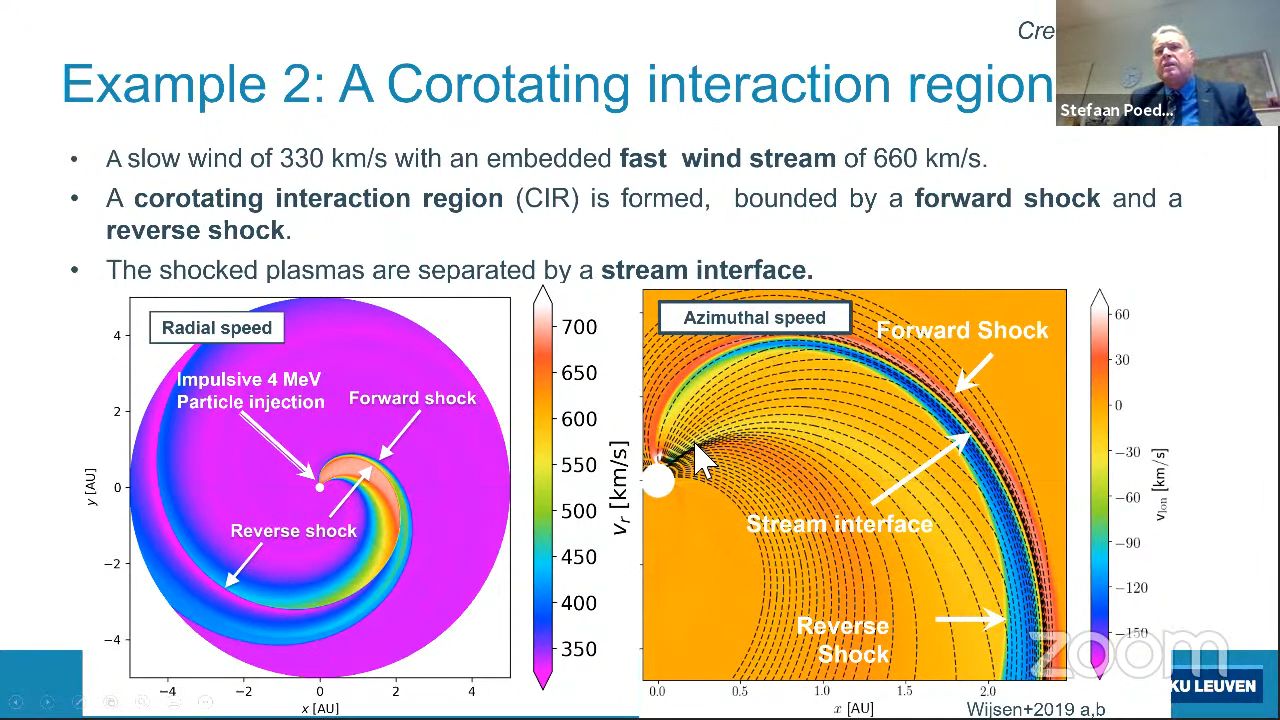 Cre
Example 2: A Corotating interaction region
Stefaan Poed...
• A slow wind of 330 km/s with an embedded fast wind stream of 660 km/s.
• A corotating interaction region (CIR) is formed, bounded by a forward shock and a
reverse shock.
• The shocked plasmas are separated by a stream interface.
Radial speed
Impulsive 4 MeV
Particle injection
Forward shock
Reverse shock
4
2
0
−2
−4
y [AU]
−4 −2 0 2 4
x [AU]
700
650
600
550
500
450
400
350
v_r [km/s]
Azimuthal speed
Forward Shock
Stream interface
Reverse
Shock
0.0 0.5 1.0 1.5 2.0
x [AU]
60
30
0
−30
−60
−90
−120
−150
v_lon [km/s]
zoom
KU LEUVEN
Wijsen+2019 a,b